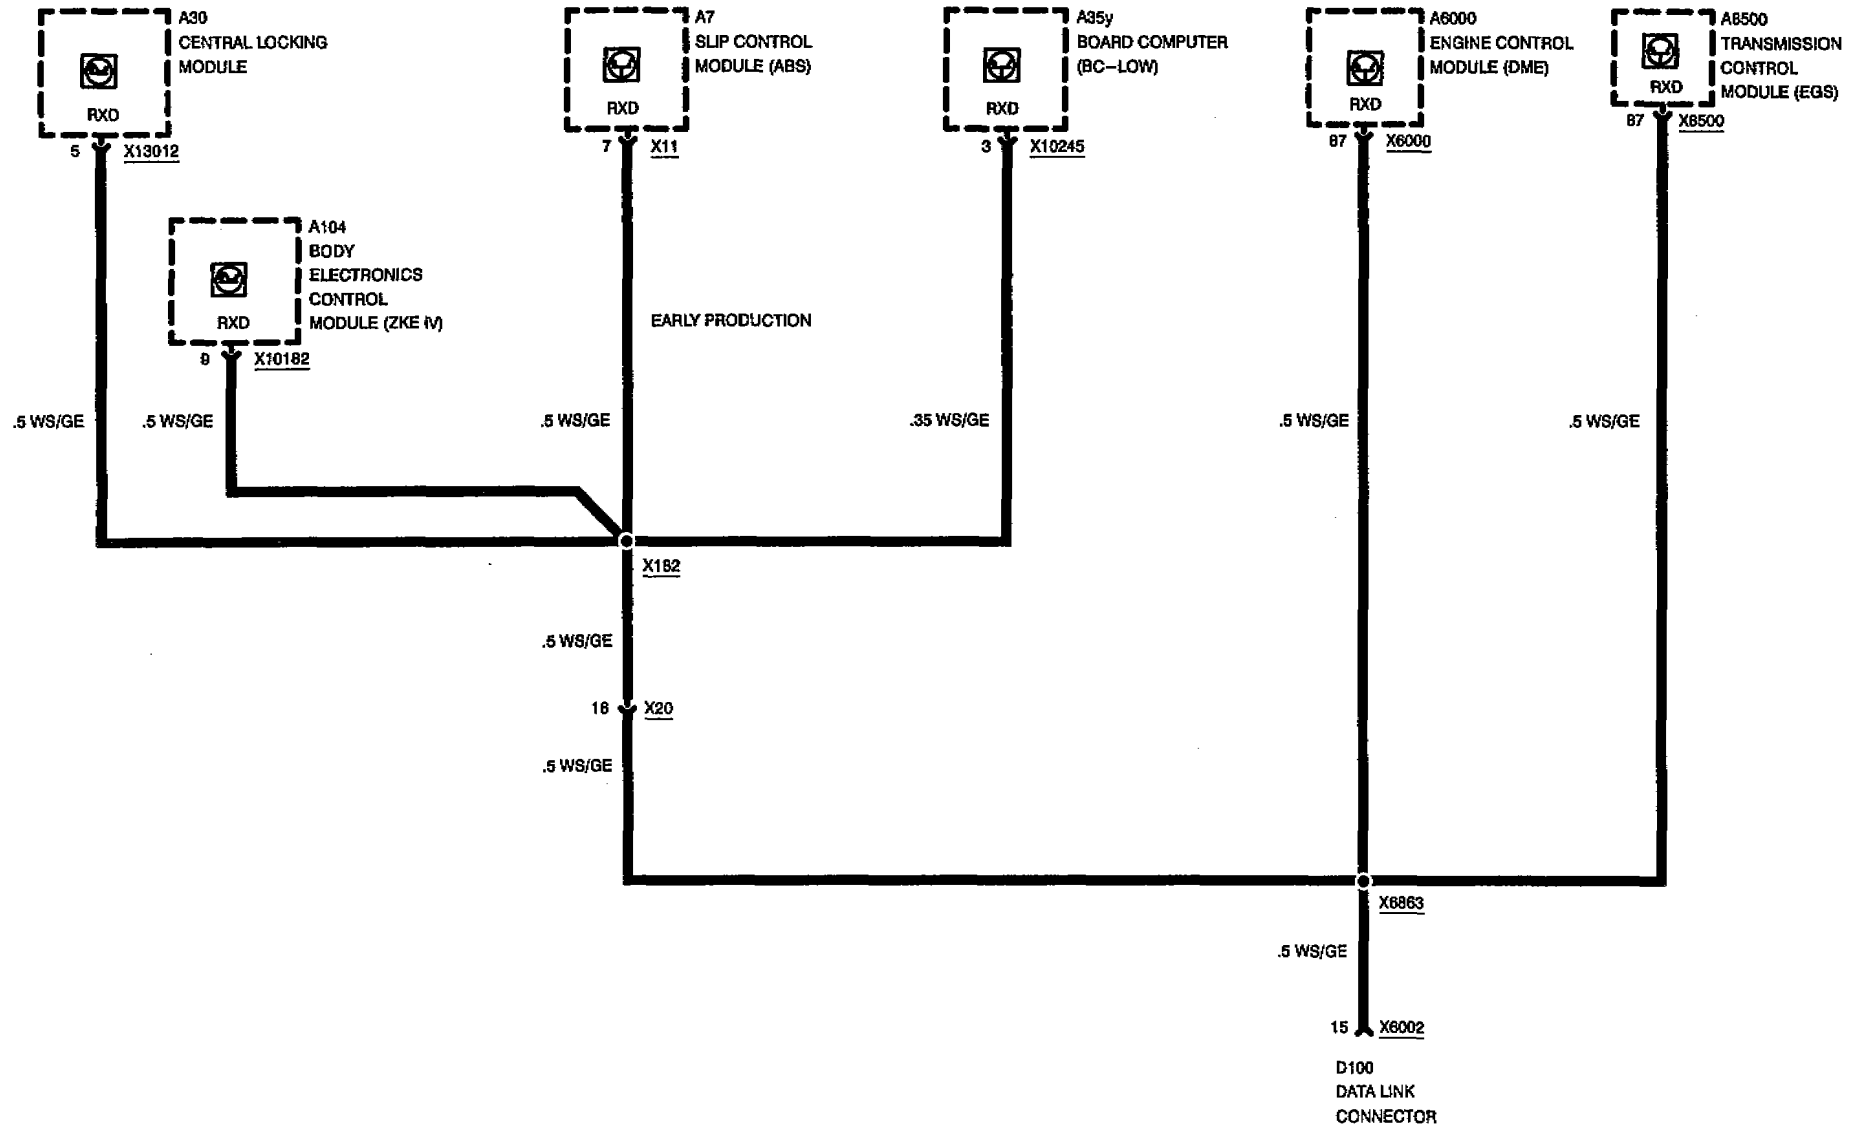 A30
CENTRAL LOCKING
MODULE
RXD
5
X13012
A7
SLIP CONTROL
MODULE (ABS)
RXD
7
X11
A35y
BOARD COMPUTER
(BC-LOW)
RXD
3
X10245
A6000
ENGINE CONTROL
MODULE (DME)
RXD
87
X6000
A8500
TRANSMISSION
CONTROL
MODULE (EGS)
RXD
87
X8500
A104
BODY
ELECTRONICS
CONTROL
MODULE (ZKE IV)
RXD
9
X10182
EARLY PRODUCTION
.5 WS/GE
.5 WS/GE
.5 WS/GE
.35 WS/GE
.5 WS/GE
.5 WS/GE
X182
.5 WS/GE
16
X20
.5 WS/GE
X6863
.5 WS/GE
15
X6002
D100
DATA LINK
CONNECTOR